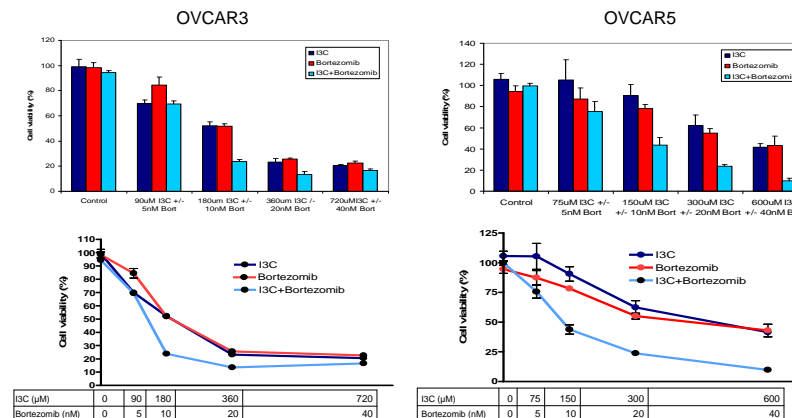 OVCAR3
OVCAR5
120
100
80
60
40
20
0
Cell viability (%)
I3C
Bortezomib
I3C+Bortezomib
Control
90uM I3C +/-
5nM Bort
180um I3C +/-
10nM Bort
360um I3C /-
20nM Bort
720uMI3C +/-
40nM Bort
140
120
100
80
60
40
20
0
Cell viability (%)
I3C
Bortezomib
I3C+Bortezomib
Control
75uM I3C +/-
5nM Bort
150uM I3C
+/- 10nM Bort
300uM I3C
+/- 20nM Bort
600uM I3
+/- 40nM B
110
100
90
80
70
60
50
40
30
20
10
0
Cell viability (%)
I3C
Bortezomib
I3C+Bortezomib
I3C (µM) 0 90 180 360 720
Bortezomib (nM) 0 5 10 20 40
125
100
75
50
25
0
Cell viability (%)
I3C
Bortezomib
I3C+Bortezomib
I3C (µM) 0 75 150 300 600
Bortezomib (nM) 0 5 10 20 40